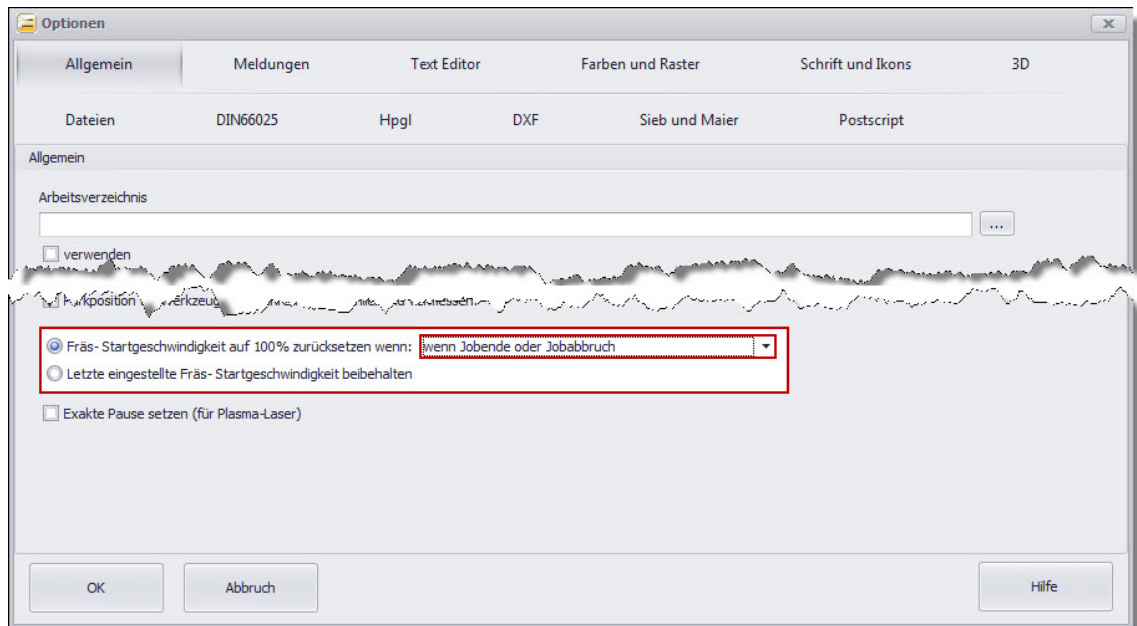 Optionen
Allgemein Meldungen Text Editor Farben und Raster Schrift und Ikons 3D
Dateien DIN66025 Hpgl DXF Sieb und Maier Postscript
Allgemein
Arbeitsverzeichnis
...
verwenden
Fräs- Startgeschwindigkeit auf 100% zurücksetzen wenn: wenn Jobende oder Jobabbruch
Letzte eingestellte Fräs- Startgeschwindigkeit beibehalten
Exakte Pause setzen (für Plasma-Laser)
OK Abbruch Hilfe